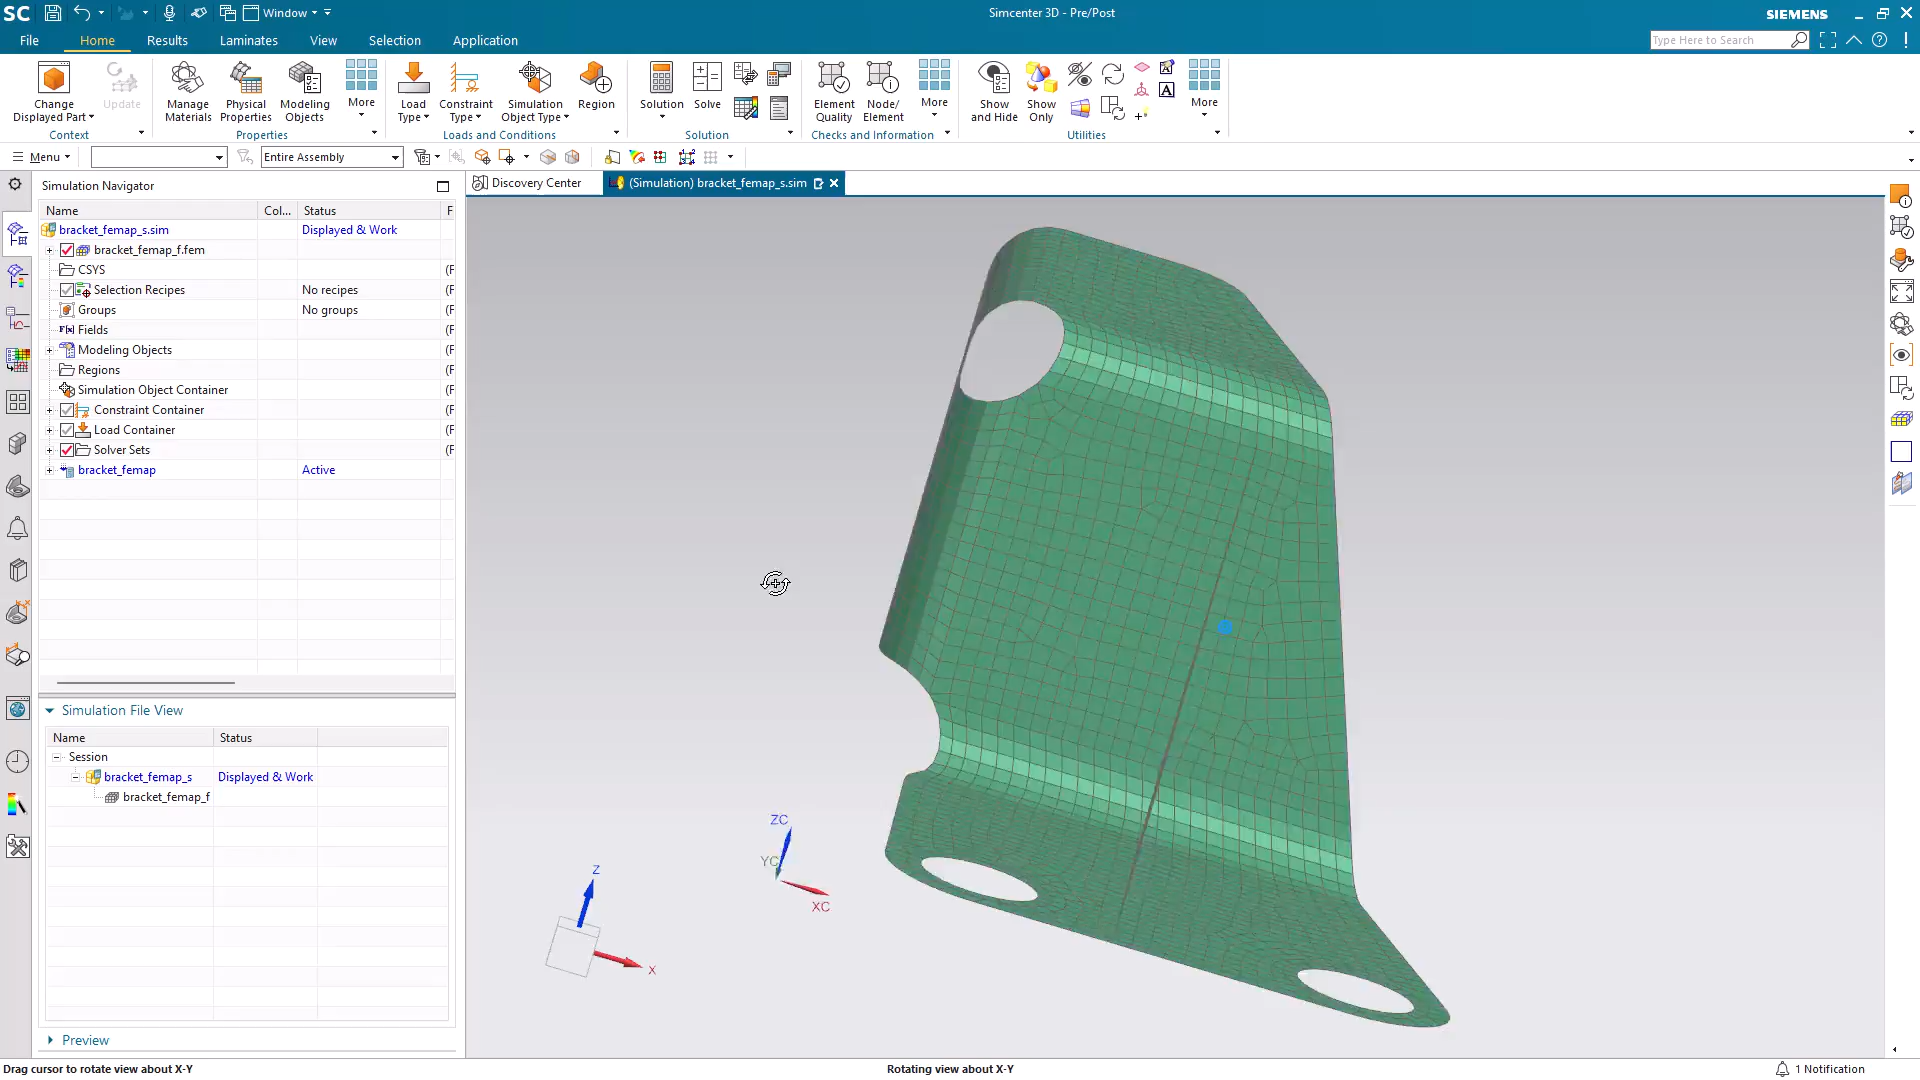 SC
Window
Simcenter 3D - Pre/Post
SIEMENS
File
Home
Results
Laminates
View
Selection
Application
Type Here to Search
Change
Displayed Part
Update
Manage
Materials
Physical
Properties
Modeling
Objects
More
Load
Type
Constraint
Type
Simulation
Object Type
Region
Solution
Solve
Element
Quality
Node/
Element
More
Show
and Hide
Show
Only
More
Context
Properties
Loads and Conditions
Solution
Checks and Information
Utilities
Menu
Entire Assembly
Simulation Navigator
Discovery Center
(Simulation) bracket_femap_s.sim
Name
Col...
Status
F
bracket_femap_s.sim
Displayed & Work
bracket_femap_f.fem
CSYS
(F
Selection Recipes
No recipes
(F
Groups
No groups
(F
Fields
(F
Modeling Objects
(F
Regions
(F
Simulation Object Container
(F
Constraint Container
(F
Load Container
(F
Solver Sets
(F
bracket_femap
Active
Simulation File View
Name
Status
Session
bracket_femap_s
Displayed & Work
bracket_femap_f
Preview
ZC
YC
XC
Z
X
Drag cursor to rotate view about X-Y
Rotating view about X-Y
1 Notification